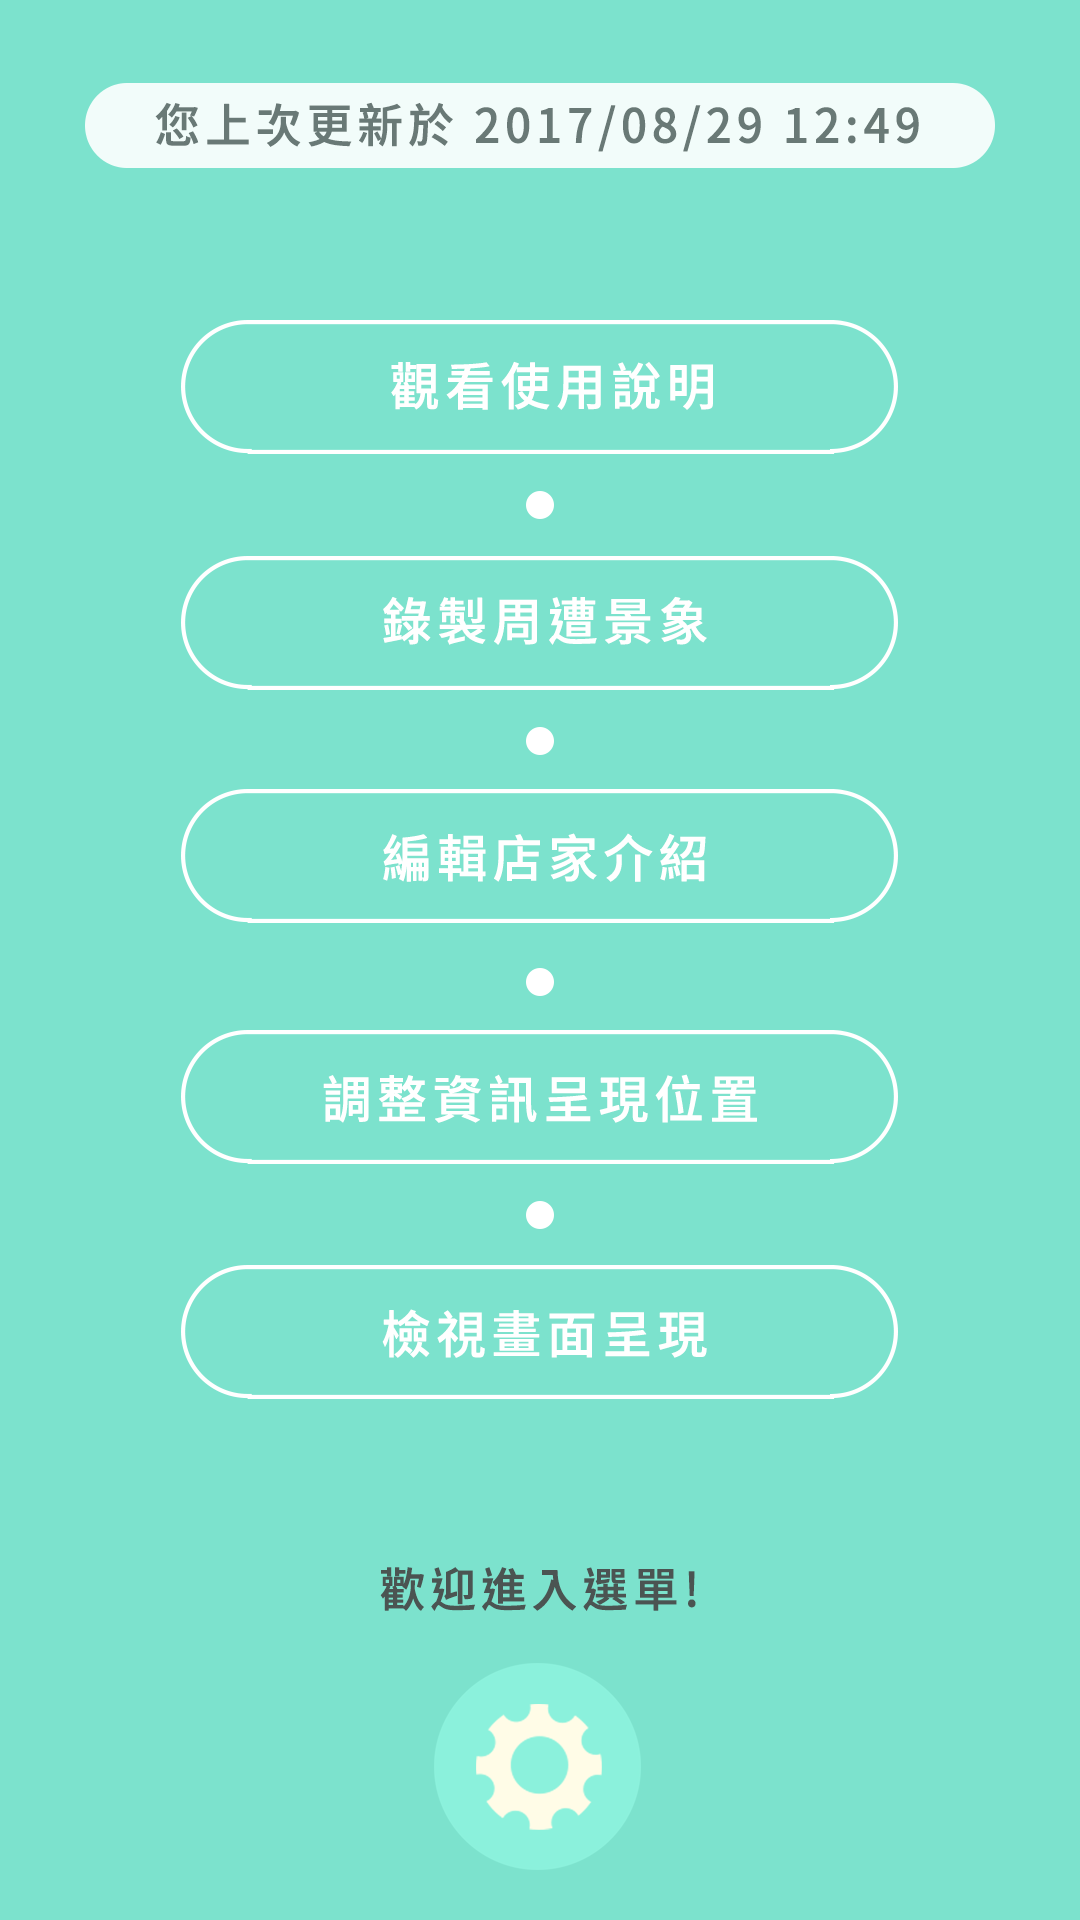 您上次更新於 2017/08/29 12:49
觀看使用說明
錄製周遭景象
編輯店家介紹
調整資訊呈現位置
檢視畫面呈現
歡迎進入選單!